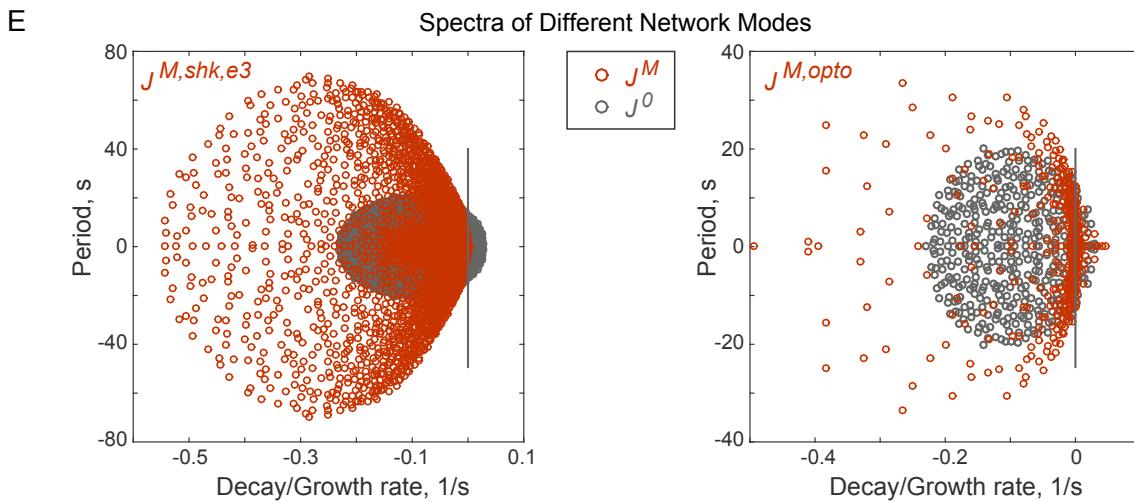 E
Spectra of Different Network Modes
J^M,shk,e3
J^M
J^0
J^M,opto
Period, s
80
40
0
-40
-80
-0.5
-0.3
-0.1
0.1
Decay/Growth rate, 1/s
Period, s
40
20
0
-20
-40
-0.4
-0.2
0
Decay/Growth rate, 1/s